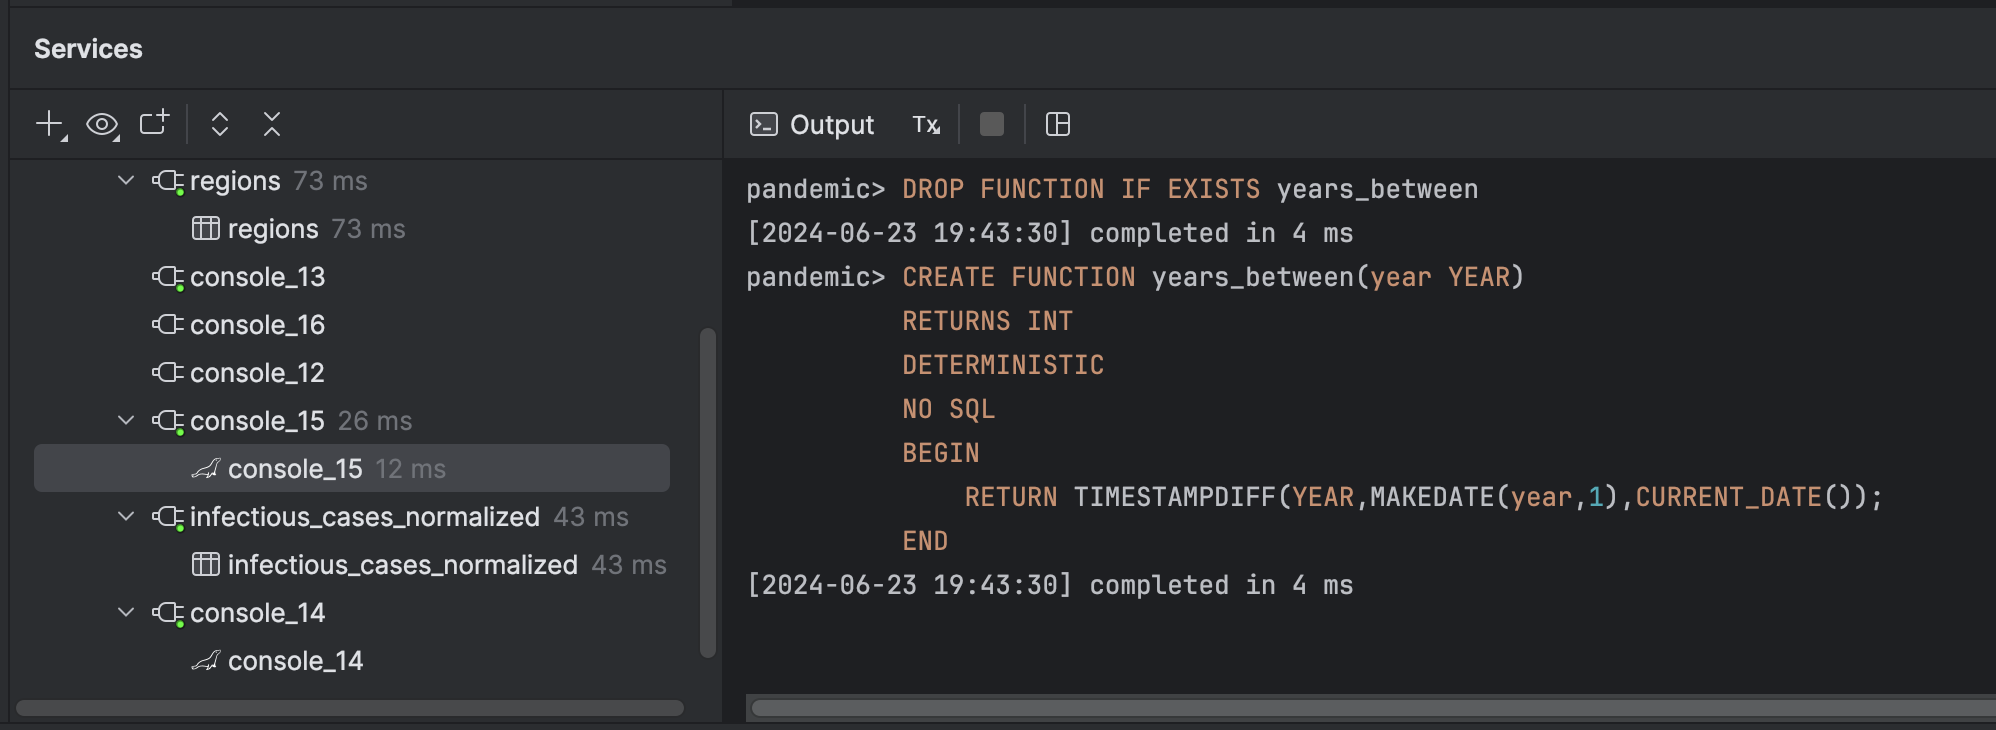 Services
Output Tx
regions 73 ms
regions 73 ms
console_13
console_16
console_12
console_15 26 ms
console_15 12 ms
infectious_cases_normalized 43 ms
infectious_cases_normalized 43 ms
console_14
console_14
pandemic> DROP FUNCTION IF EXISTS years_between
[2024-06-23 19:43:30] completed in 4 ms
pandemic> CREATE FUNCTION years_between(year YEAR)
RETURNS INT
DETERMINISTIC
NO SQL
BEGIN
RETURN TIMESTAMPDIFF(YEAR,MAKEDATE(year,1),CURRENT_DATE());
END
[2024-06-23 19:43:30] completed in 4 ms